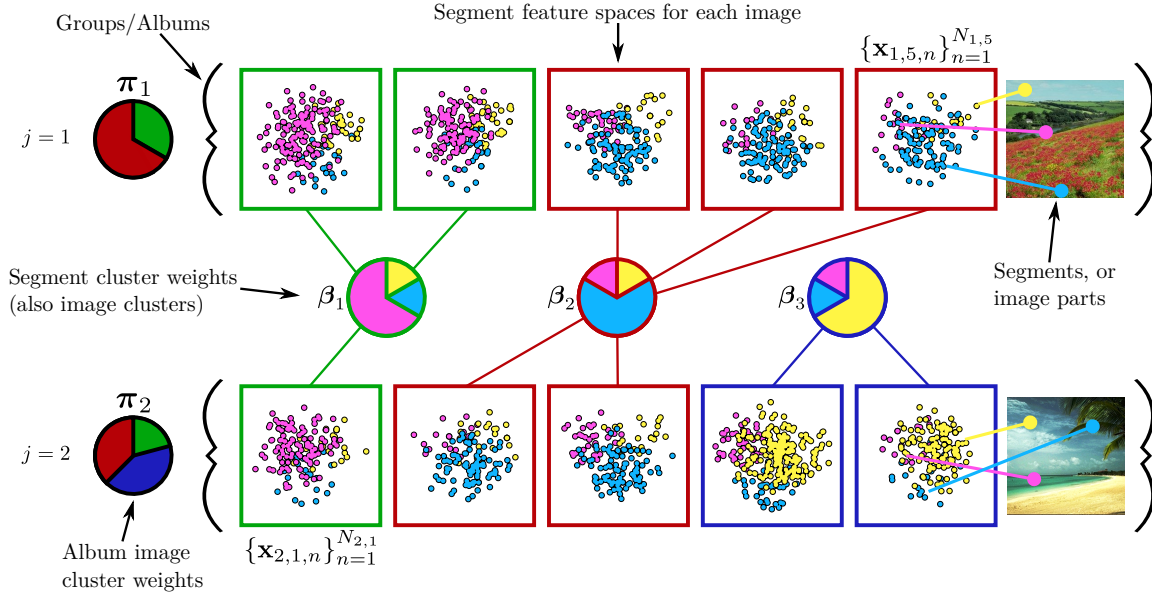 Segment feature spaces for each image
Groups/Albums
{x₁,₅,ₙ}ₙ₌₁^{N₁,₅}
π₁
j = 1
Segment cluster weights
(also image clusters)
β₁
β₂
β₃
Segments, or
image parts
π₂
j = 2
{x₂,₁,ₙ}ₙ₌₁^{N₂,₁}
Album image
cluster weights